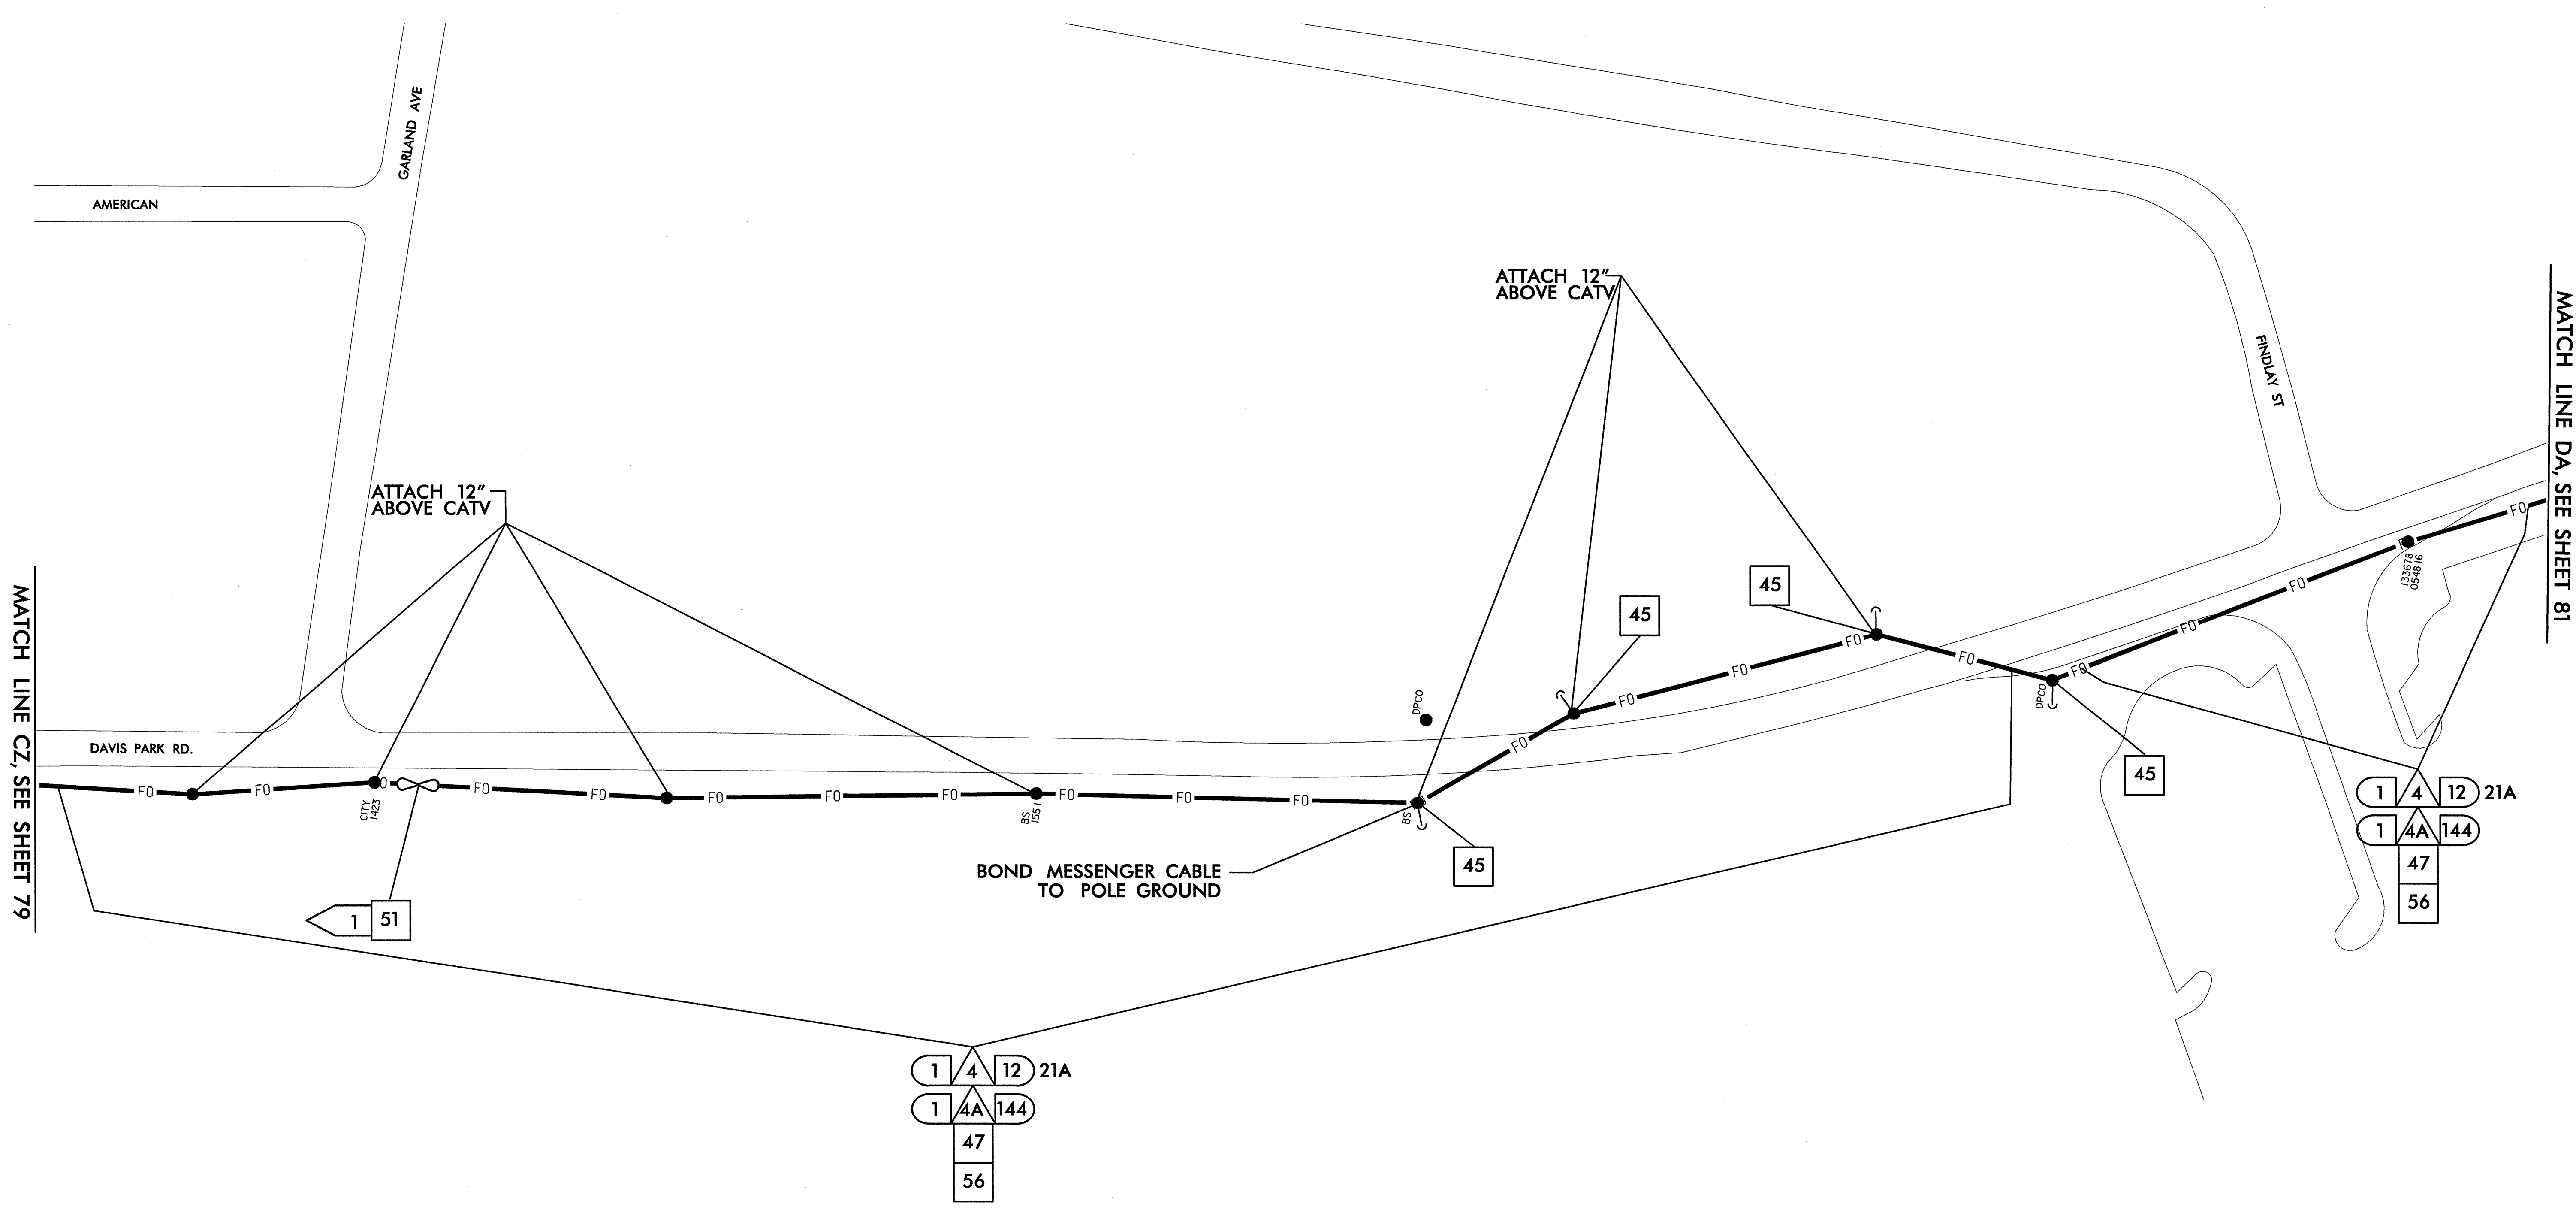 GARLAND AVE
AMERICAN
ATTACH 12"
ABOVE CATV
FINDLAY ST
MATCH LINE DA, SEE SHEET 81
ATTACH 12"
ABOVE CATV
45
45
FO
FO
FO
FO
133678
054816
MATCH LINE CZ, SEE SHEET 79
DAVIS PARK RD.
DPCO
FO
FO
FO
FO
FO
FO
DPCO
45
FO
FO
FO
FO
FO
FO
FO
FO
FO
FO
FO
CITY
1423
BS
1551
BS
45
BOND MESSENGER CABLE
TO POLE GROUND
1 51
1 4 12 21A
1 4A 144
47
56
1 4 12 21A
1 4A 144
47
56